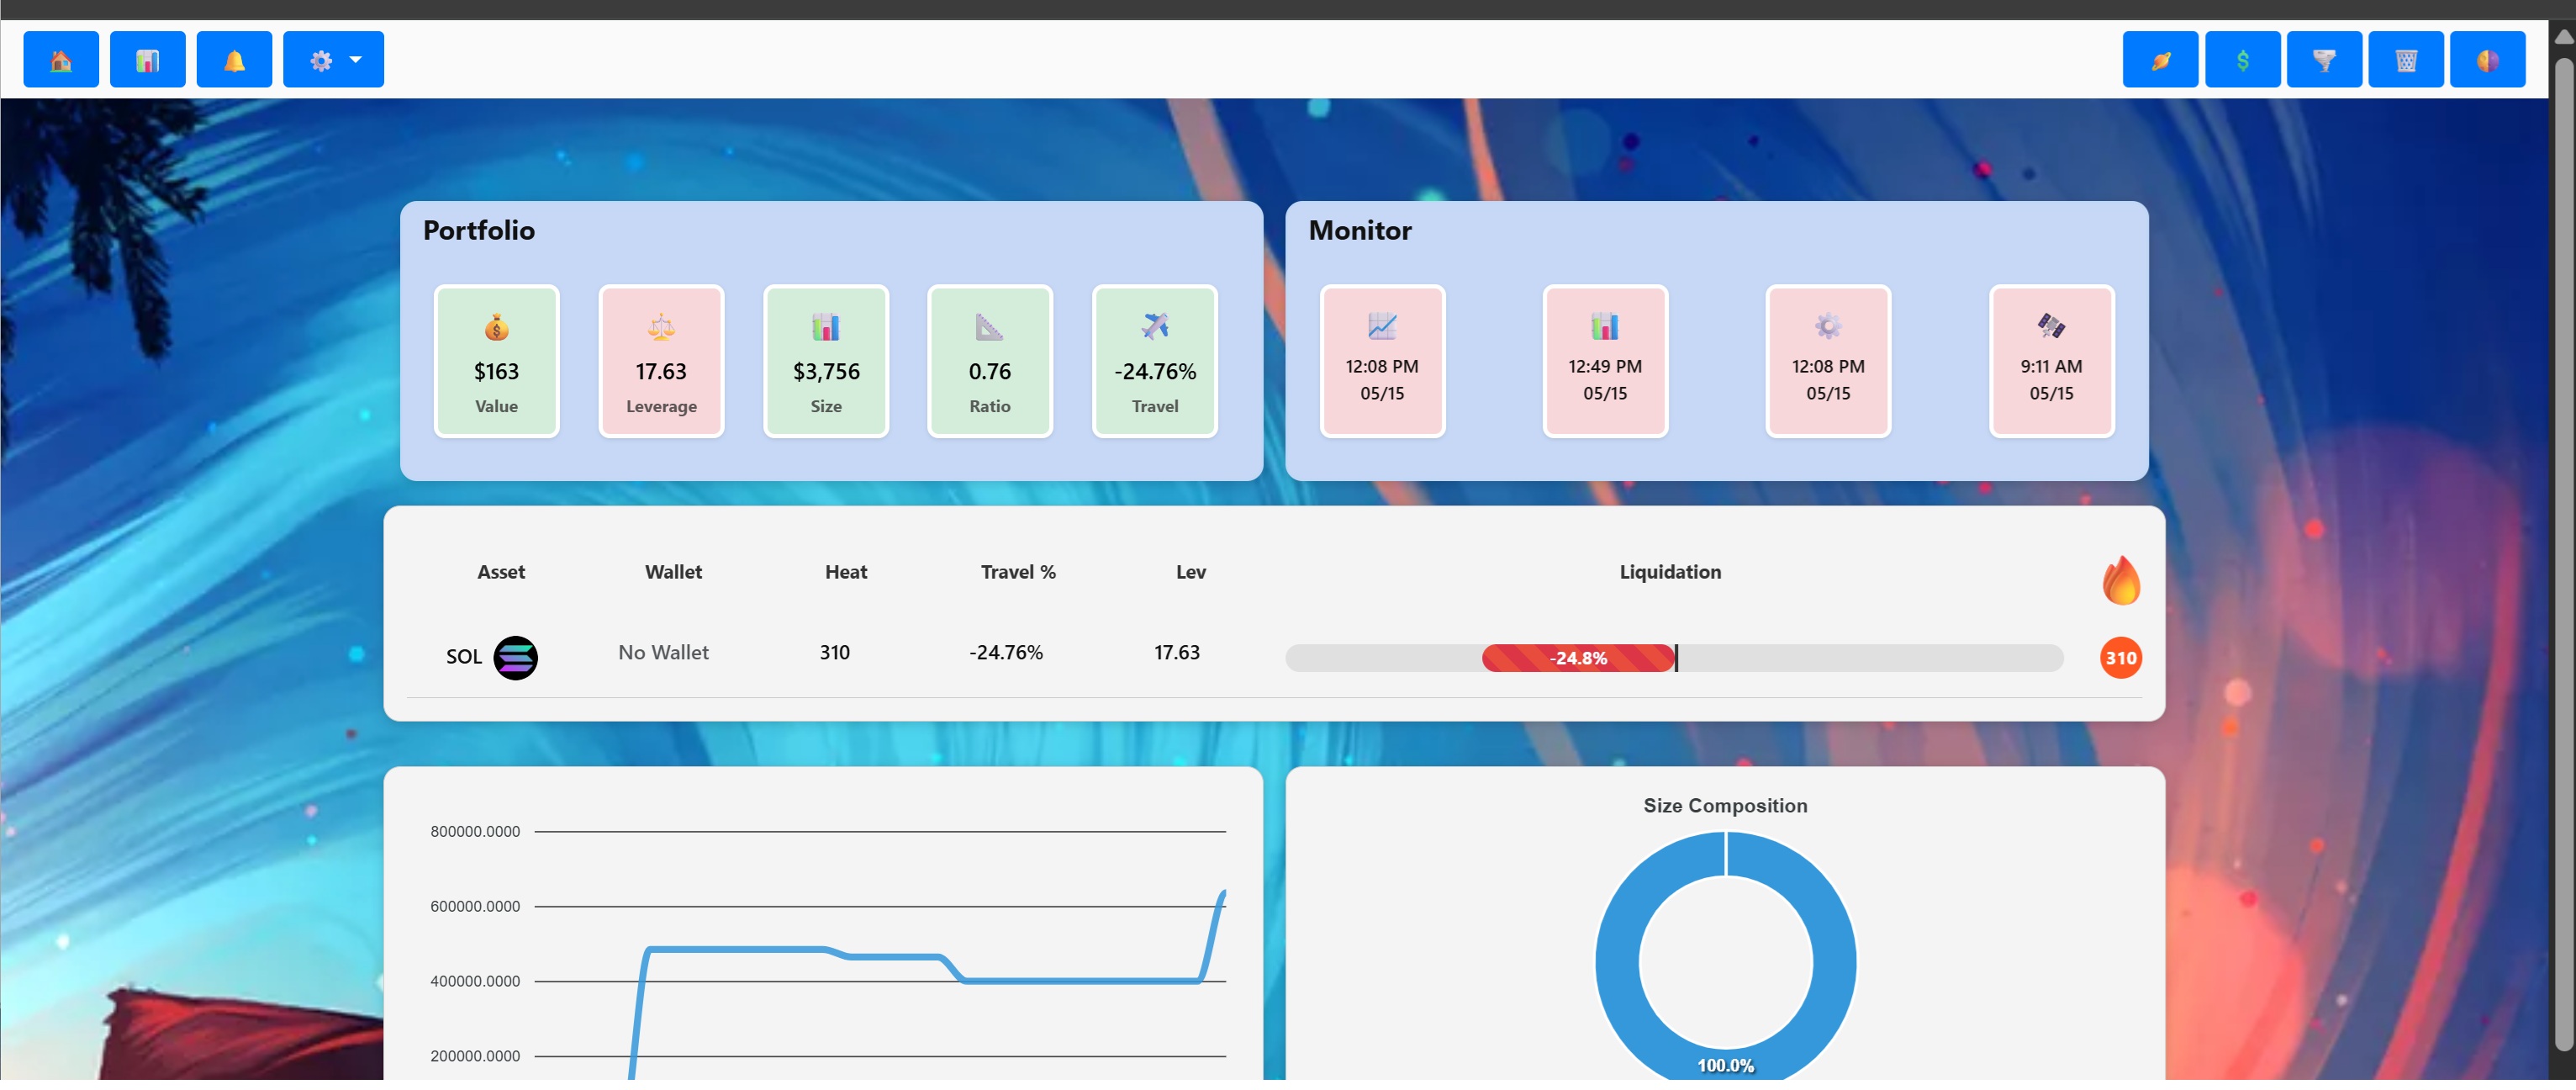 Portfolio
$163
Value
17.63
Leverage
$3,756
Size
0.76
Ratio
-24.76%
Travel
Monitor
12:08 PM
05/15
12:49 PM
05/15
12:08 PM
05/15
9:11 AM
05/15
Asset Wallet Heat Travel % Lev Liquidation
SOL No Wallet 310 -24.76% 17.63 -24.8% 310
800000.0000
600000.0000
400000.0000
200000.0000
Size Composition
100.0%